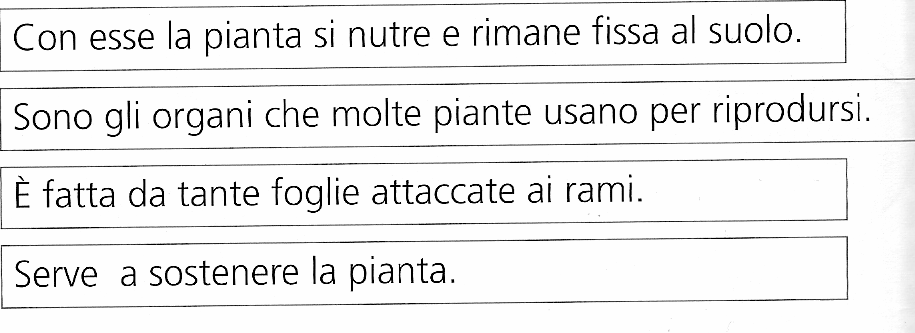 Con esse la pianta si nutre e rimane fissa al suolo.
Sono gli organi che molte piante usano per riprodursi.
È fatta da tante foglie attaccate ai rami.
Serve a sostenere la pianta.